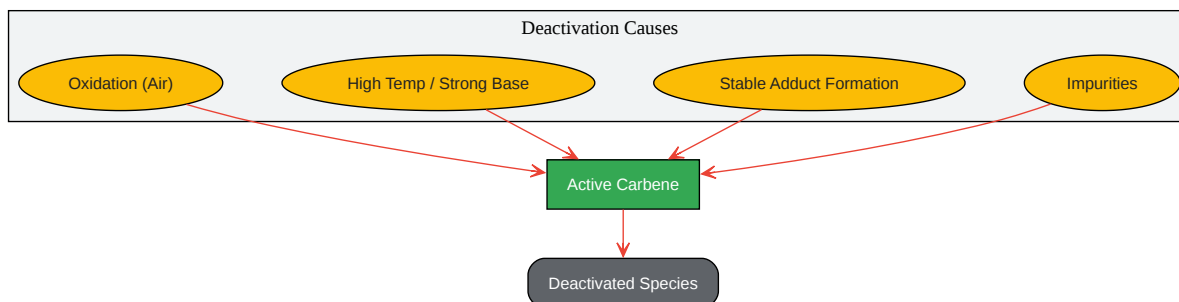 Deactivation Causes
Oxidation (Air)
High Temp / Strong Base
Stable Adduct Formation
Impurities
Active Carbene
Deactivated Species